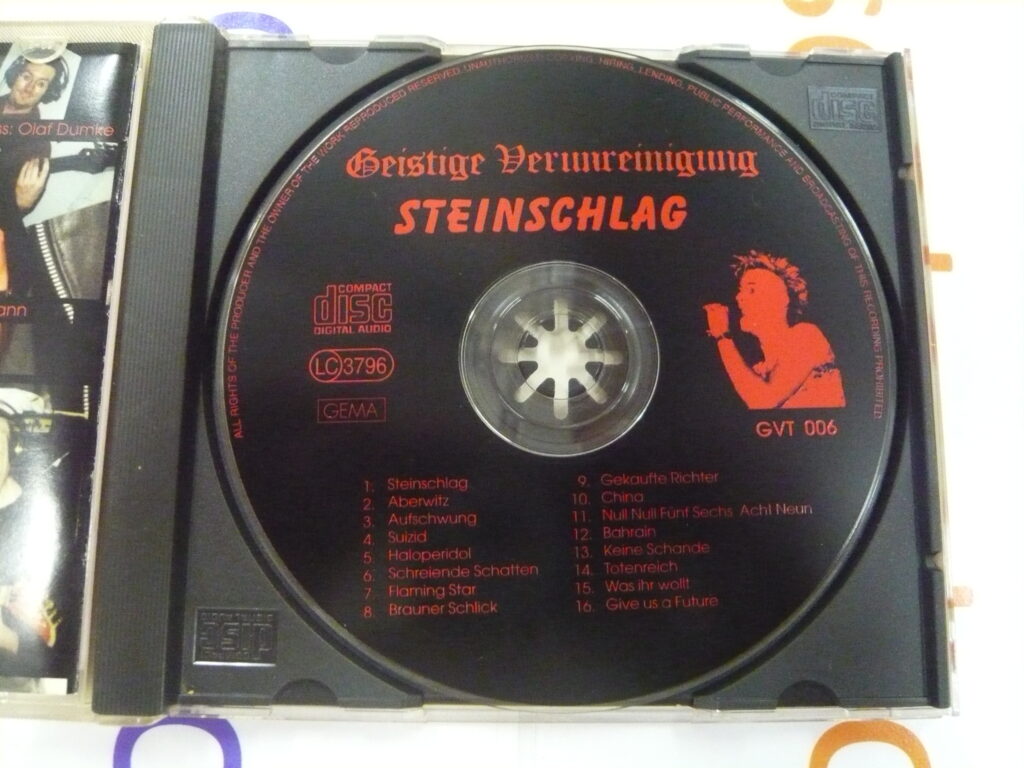 ss: Olaf Dumke
ann
ALL RIGHTS OF THE PRODUCER AND THE OWNER OF THE WORK REPRODUCED RESERVED. UNAUTHORIZED COPYING, HIRING, LENDING, PUBLIC PERFORMANCE AND BROADCASTING OF THIS RECORDING PROHIBITED
Geistige Verunreinigung
STEINSCHLAG
COMPACT
disc
DIGITAL AUDIO
LC 3796
GEMA
GVT 006
1. Steinschlag
2. Aberwitz
3. Aufschwung
4. Suizid
5. Haloperidol
6. Schreiende Schatten
7. Flaming Star
8. Brauner Schlick
9. Gekaufte Richter
10. China
11. Null Null Fünf Sechs Acht Neun
12. Bahrain
13. Keine Schande
14. Totenreich
15. Was ihr wollt
16. Give us a Future
COMPACT
disc